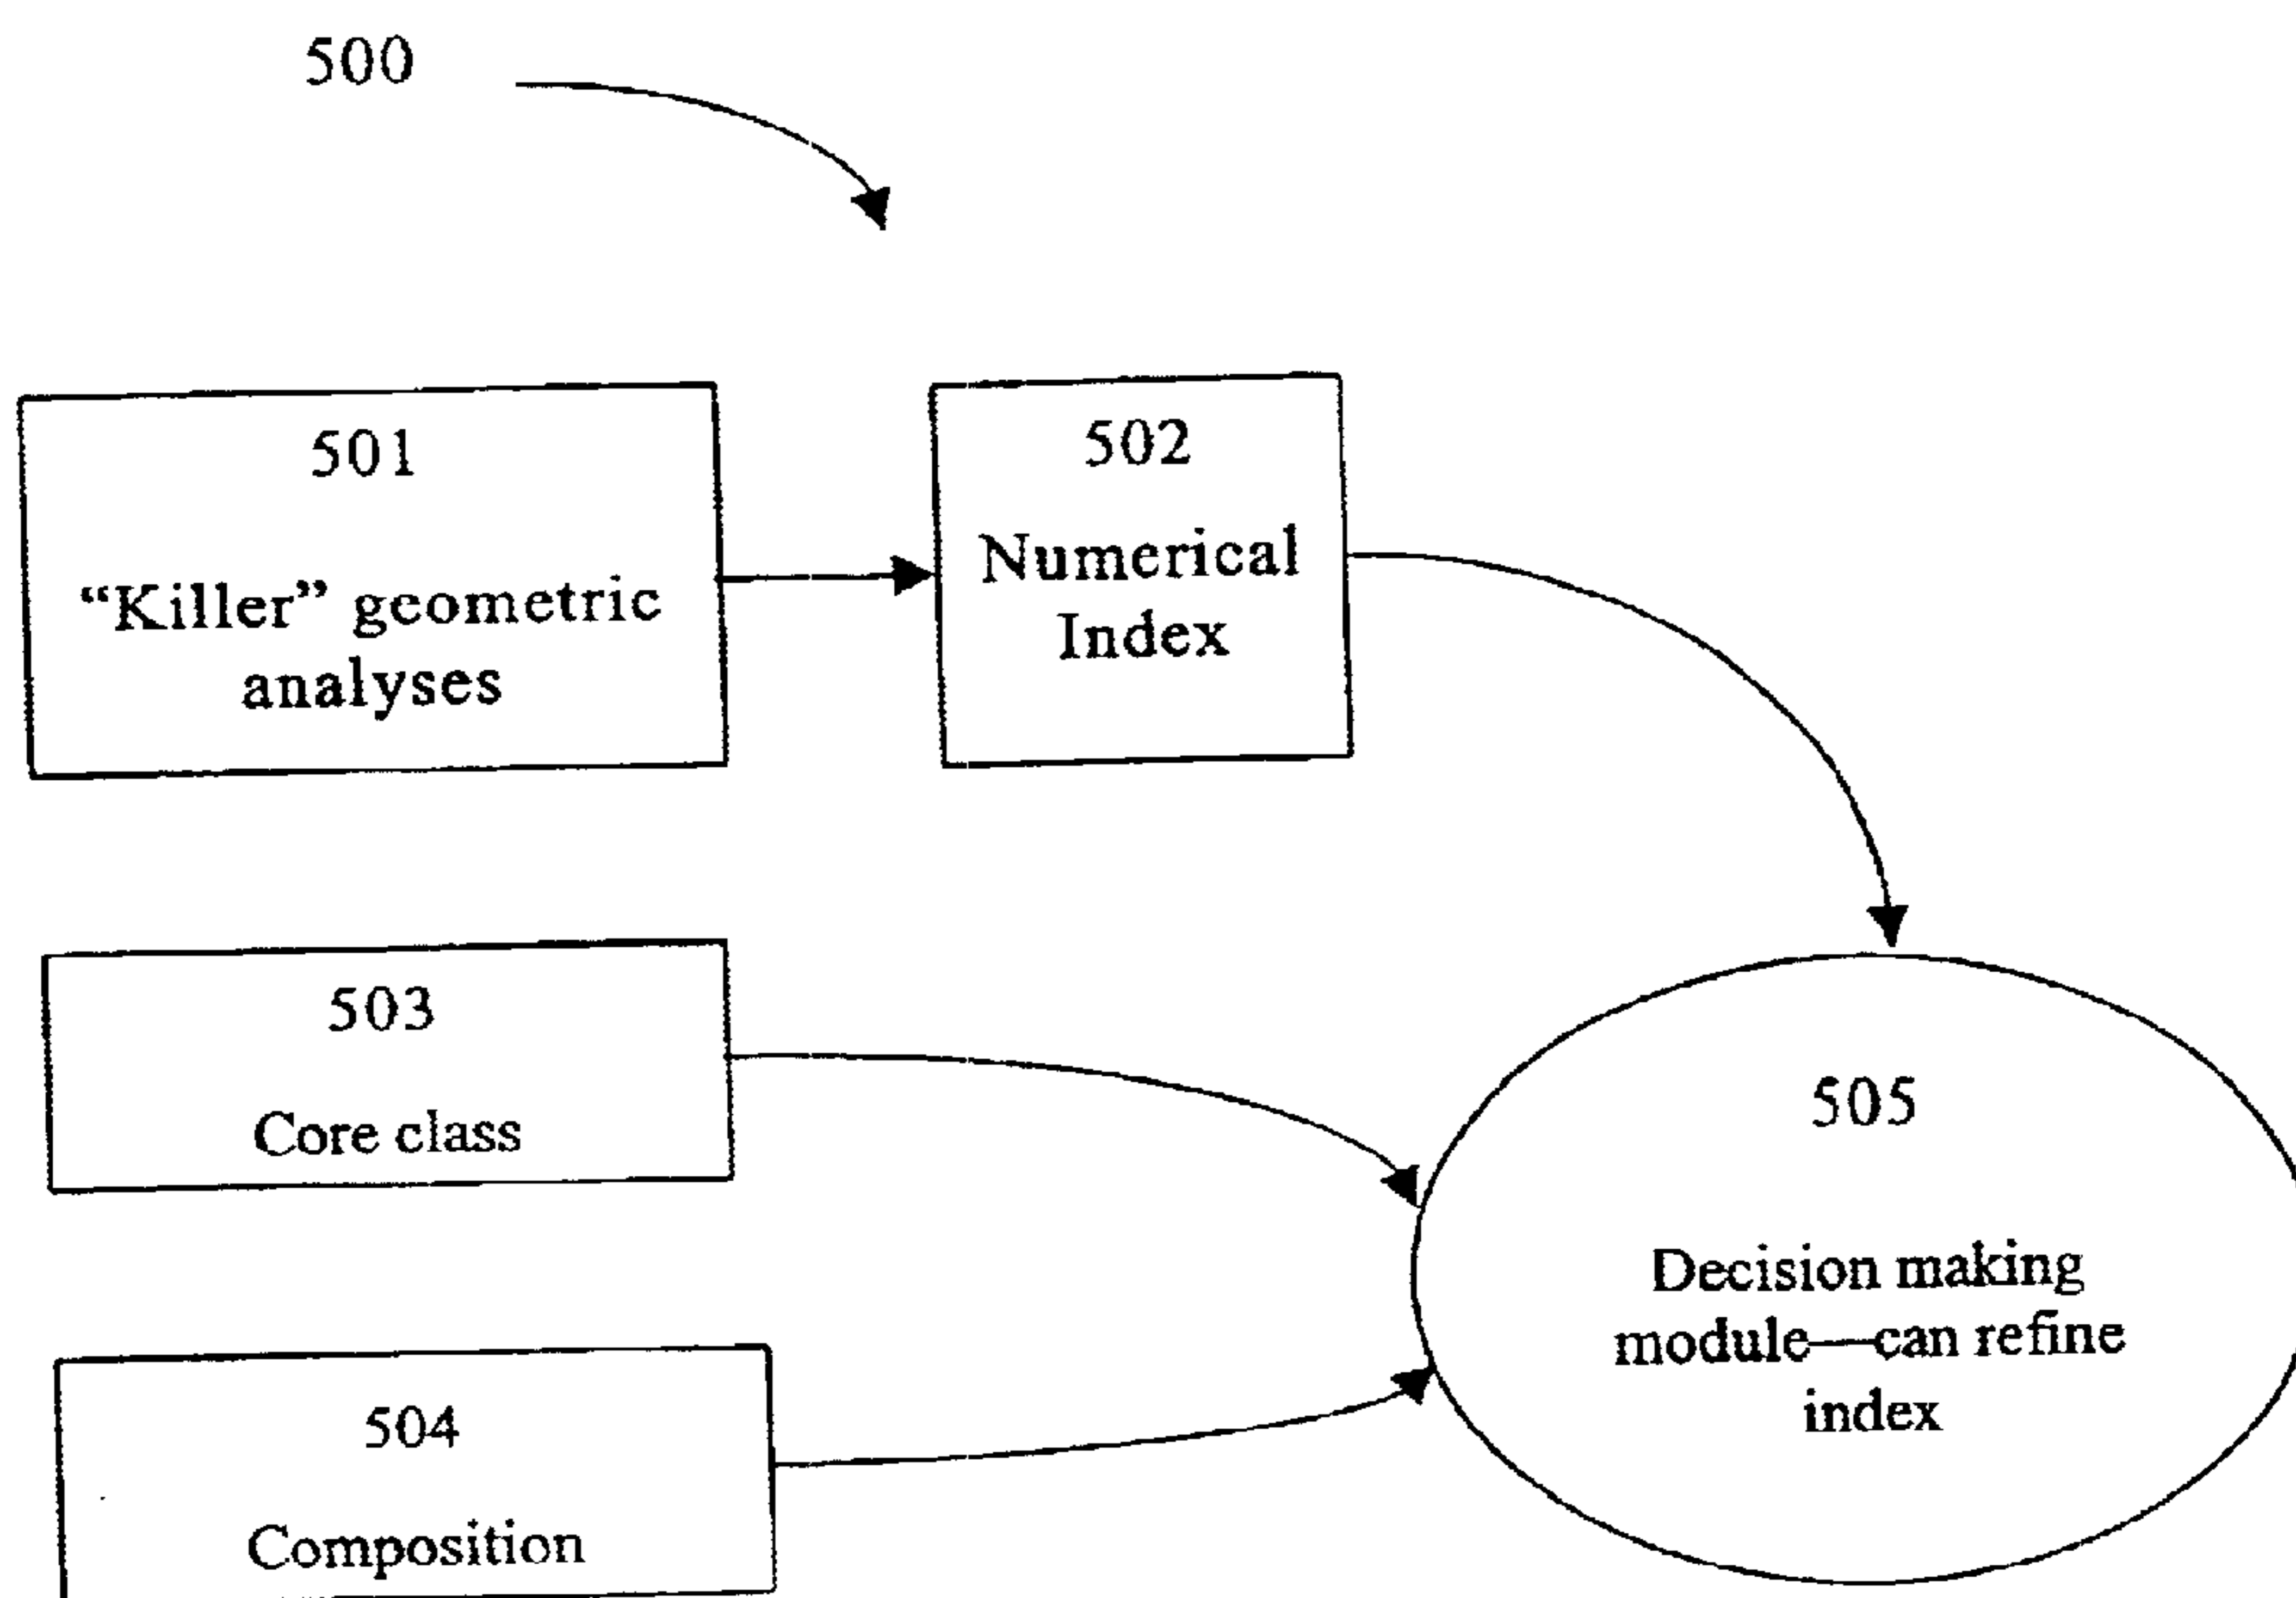 500
501
“Killer” geometric
analyses
502
Numerical
Index
503
Core class
504
Composition
505
Decision making
module—can refine
index